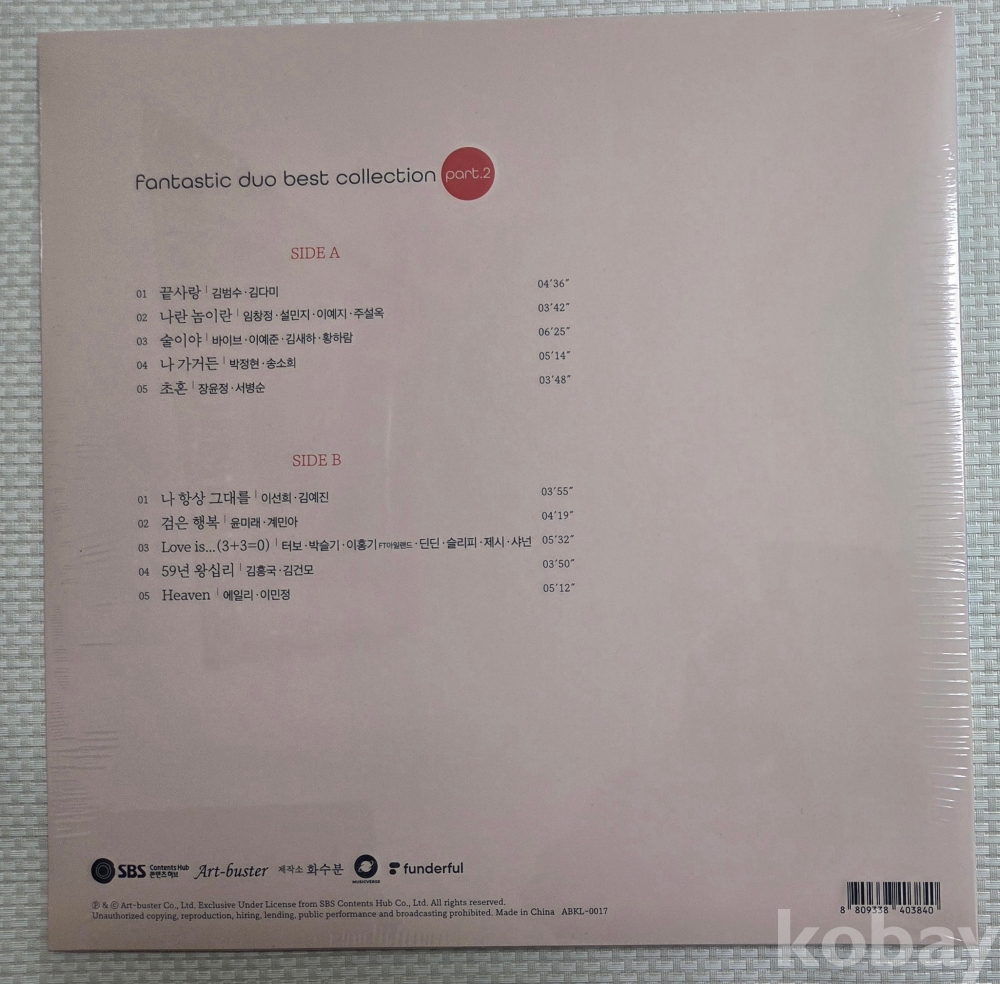 fantastic duo best collection part.2
SIDE A
01 끝사랑 | 김범수·김다미 04'36"
02 나란 놈이란 | 임창정·설민지·이예지·주설옥 03'42"
03 술이야 | 바이브·이예준·김새하·황하람 06'25"
04 나 가거든 | 박정현·송소희 05'14"
05 초혼 | 장윤정·서병순 03'48"
SIDE B
01 나 항상 그대를 | 이선희·김예진 03'55"
02 검은 행복 | 윤미래·계민아 04'19"
03 Love is...(3+3=0) | 터보·박슬기·이홍기 FT아일랜드·딘딘·슬리피·제시·샤넌 05'32"
04 59년 왕십리 | 김흥국·김건모 03'50"
05 Heaven | 에일리·이민정 05'12"
SBS Contents Hub 콘텐츠허브 Art-buster 제작소 화수분 MUSICVERSE funderful
Ⓟ & ⓒ Art-buster Co., Ltd. Exclusive Under License from SBS Contents Hub Co., Ltd. All rights reserved.
Unauthorized copying, reproduction, hiring, lending, public performance and broadcasting prohibited. Made in China ABKL-0017
8 809338 403840
kobay